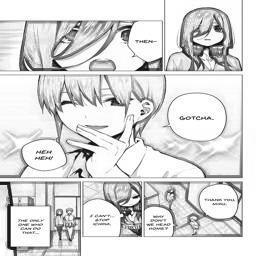 THEN—
GOTCHA.
HEH
HEH!
THANK YOU,
MIKU.
WHY
DON'T
WE HEAD
HOME?
I CAN'T...
STOP
ICHIKA.
THE ONLY
ONE WHO
CAN DO
THAT...